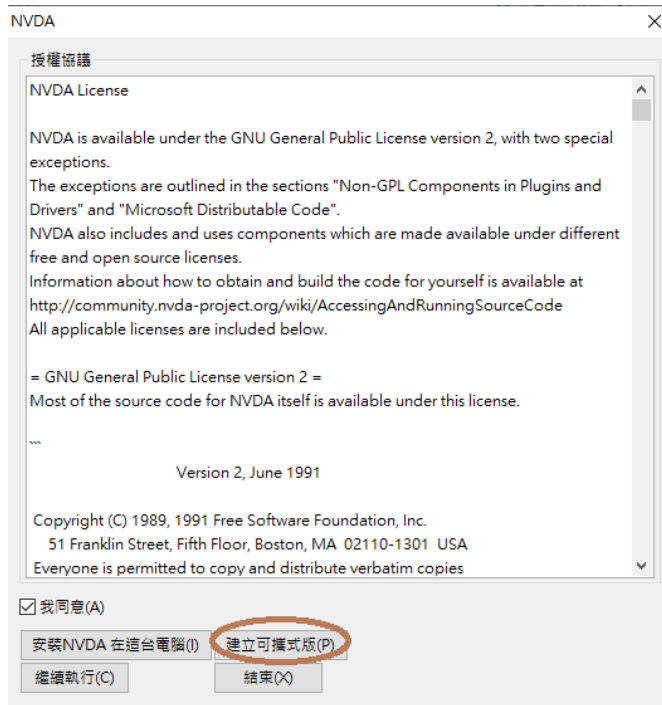 NVDA
授權協議
NVDA License
NVDA is available under the GNU General Public License version 2, with two special
exceptions.
The exceptions are outlined in the sections "Non-GPL Components in Plugins and
Drivers" and "Microsoft Distributable Code".
NVDA also includes and uses components which are made available under different
free and open source licenses.
Information about how to obtain and build the code for yourself is available at
http://community.nvda-project.org/wiki/AccessingAndRunningSourceCode
All applicable licenses are included below.
= GNU General Public License version 2 =
Most of the source code for NVDA itself is available under this license.
```
Version 2, June 1991
Copyright (C) 1989, 1991 Free Software Foundation, Inc.
51 Franklin Street, Fifth Floor, Boston, MA 02110-1301 USA
Everyone is permitted to copy and distribute verbatim copies
我同意(A)
安裝NVDA 在這台電腦(I) 建立可攜式版(P)
繼續執行(C) 結束(X)